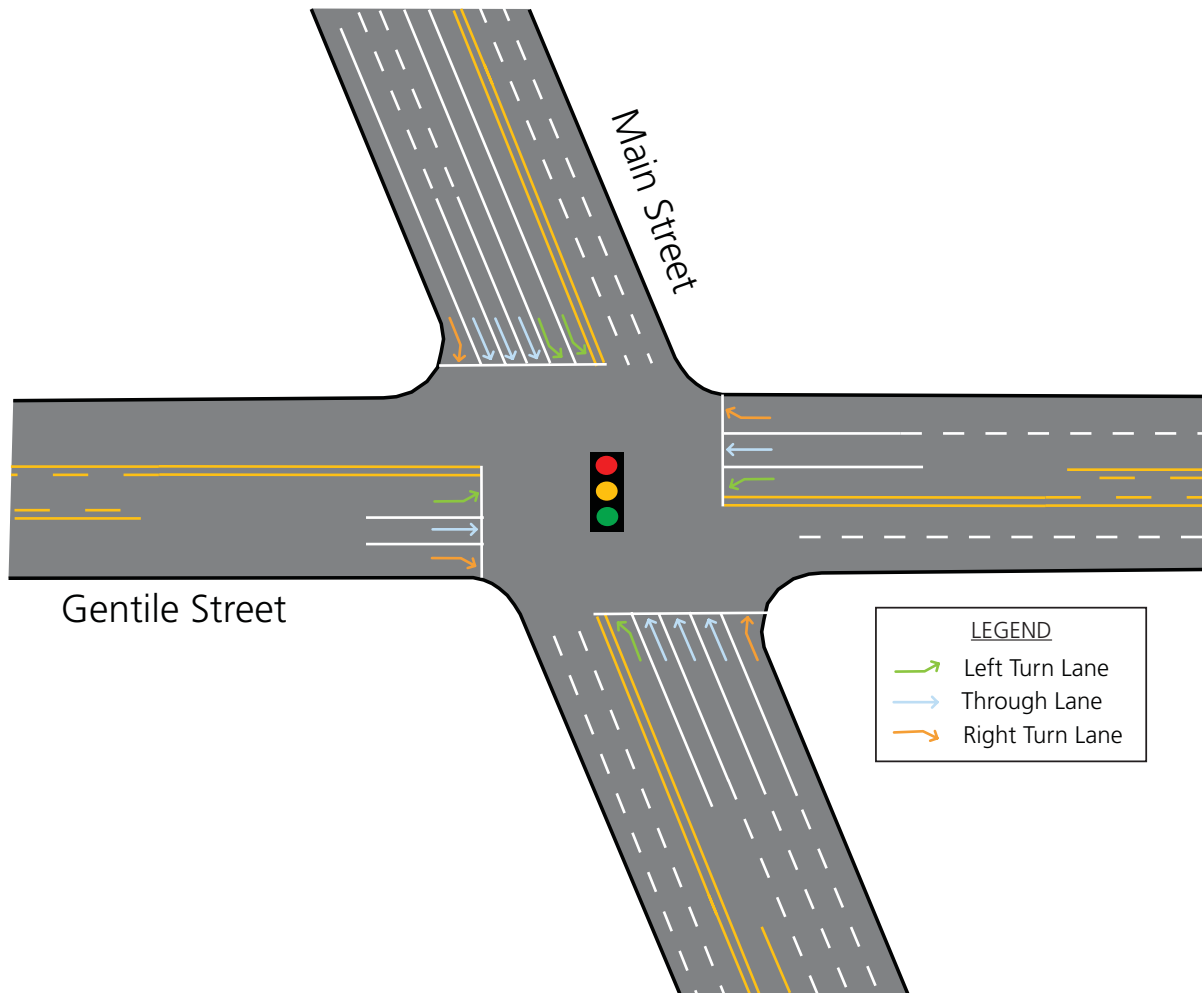 Main Street
Gentile Street
LEGEND
Left Turn Lane
Through Lane
Right Turn Lane